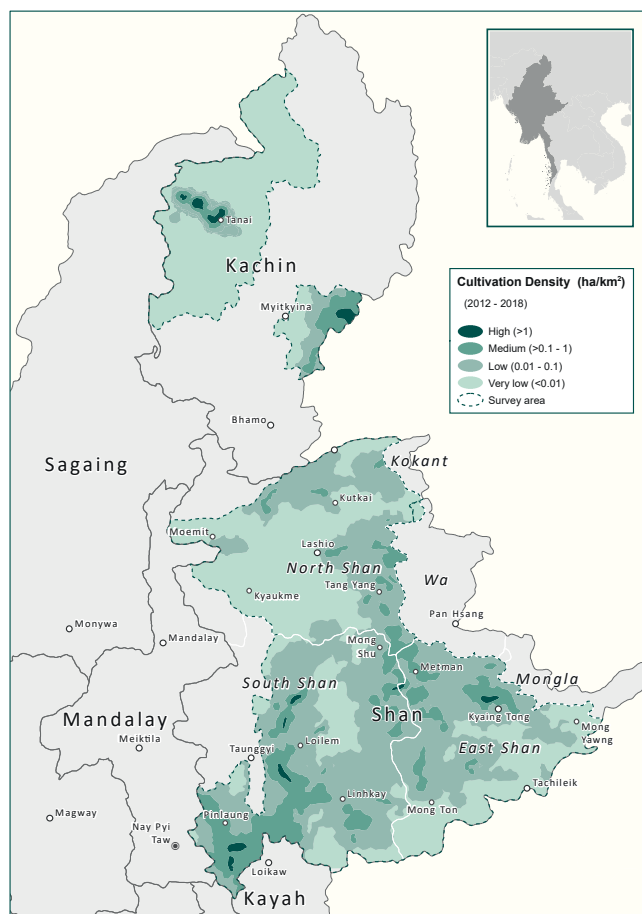 Tanai
Kachin
Myitkyina
Cultivation Density (ha/km²)
(2012 - 2018)
High (>1)
Medium (>0.1 - 1)
Low (0.01 - 0.1)
Very low (<0.01)
Survey area
Bhamo
Sagaing
Kokant
Kutkai
Moemit
Lashio
North Shan
Wa
Tang Yang
Kyaukme
Pan Hsang
Monywa
Mandalay
Mong
Shu
Metman
South Shan
Mongla
Mandalay
Shan
Kyaing Tong
Meiktila
Taunggyi
Loilem
East Shan
Mong
Yawng
Tachileik
Linhkay
Mong Ton
Magway
Pinlaung
Nay Pyi
Taw
Loikaw
Kayah